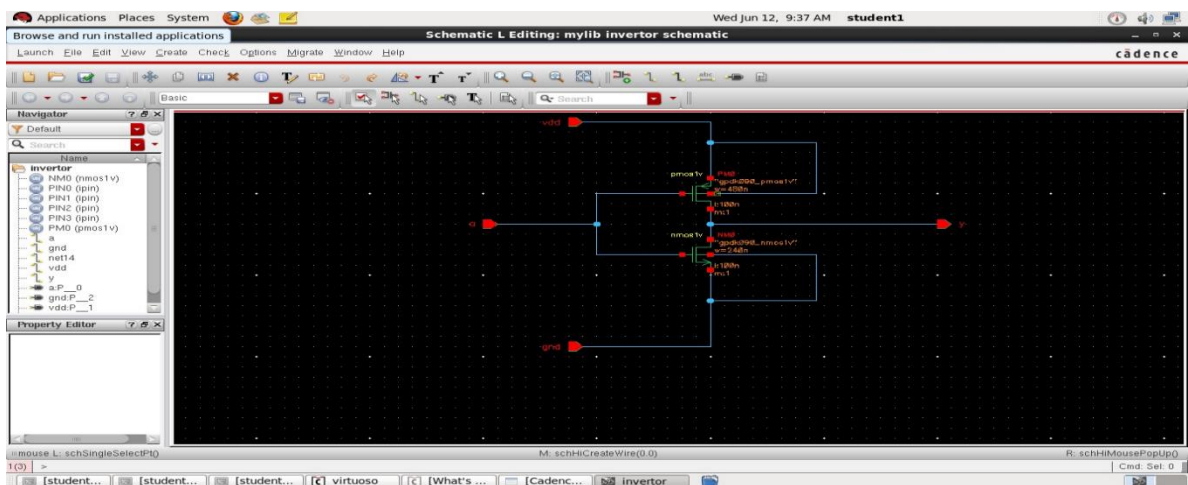 Applications Places System Wed Jun 12, 9:37 AM student1
Browse and run installed applications Schematic L Editing: mylib invertor schematic
Launch File Edit View Create Check Options Migrate Window Help cādence
Basic Search
Navigator
Default
Search
Name
invertor
NM0 (nmos1v)
PIN0 (ipin)
PIN1 (ipin)
PIN2 (ipin)
PIN3 (ipin)
PM0 (pmos1v)
a
gnd
net14
vdd
y
a:P__0
gnd:P__2
vdd:P__1
Property Editor
vdd
pmos1v PM0
"gpdk090_pmos1v"
w=480n
l:100n
m:1
a y
nmos1v NM0
"gpdk090_nmos1v"
w=240n
l:100n
m:1
gnd
mouse L: schSingleSelectPt() M: schHiCreateWire(0.0) R: schHiMousePopUp()
1(3) > Cmd: Sel: 0
[student... [student... [student... virtuoso [What's ... [Cadenc... invertor